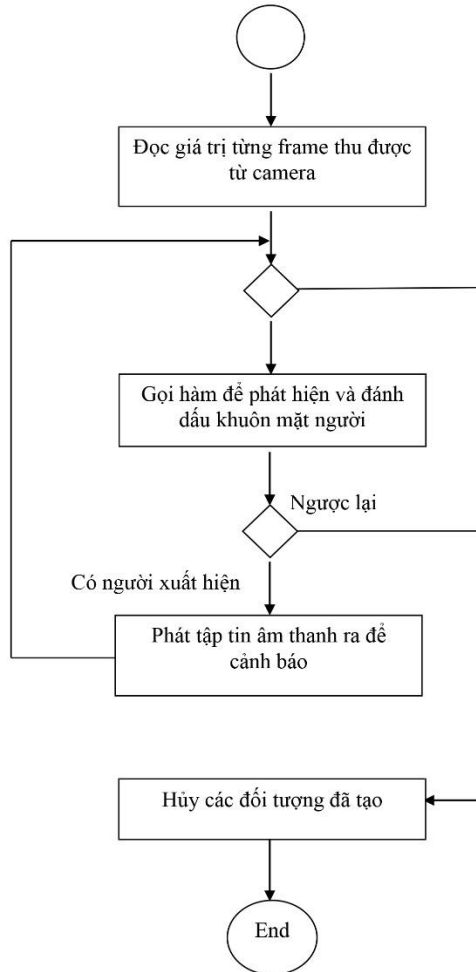 Đọc giá trị từng frame thu được
từ camera
Gọi hàm để phát hiện và đánh
dấu khuôn mặt người
Ngược lại
Có người xuất hiện
Phát tập tin âm thanh ra để
cảnh báo
Hủy các đối tượng đã tạo
End